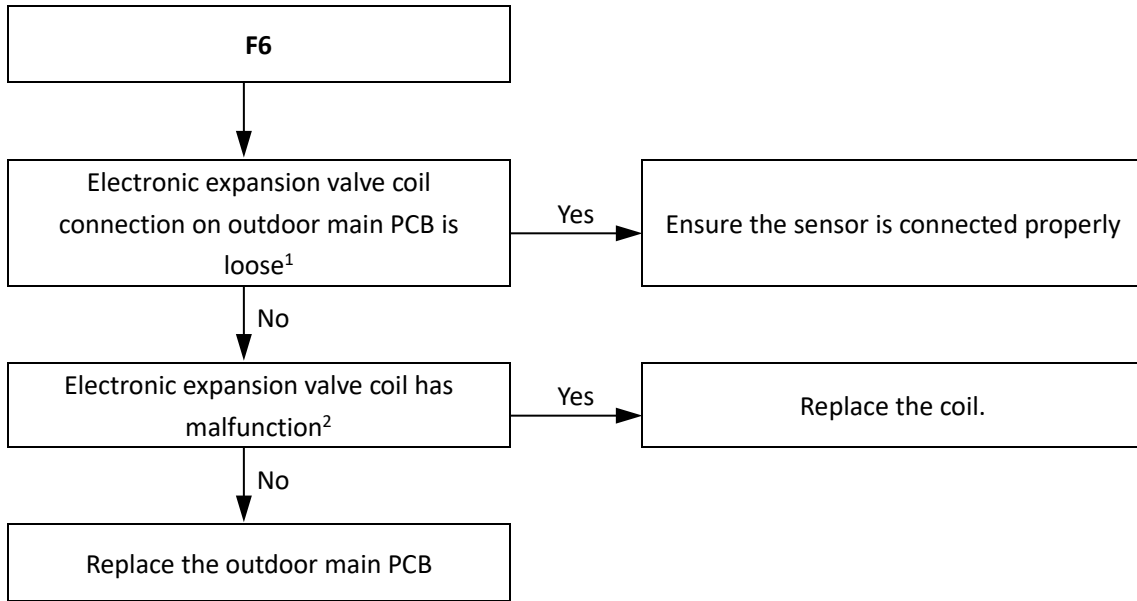 F6
Electronic expansion valve coil
connection on outdoor main PCB is
loose¹
Yes
Ensure the sensor is connected properly
No
Electronic expansion valve coil has
malfunction²
Yes
Replace the coil.
No
Replace the outdoor main PCB